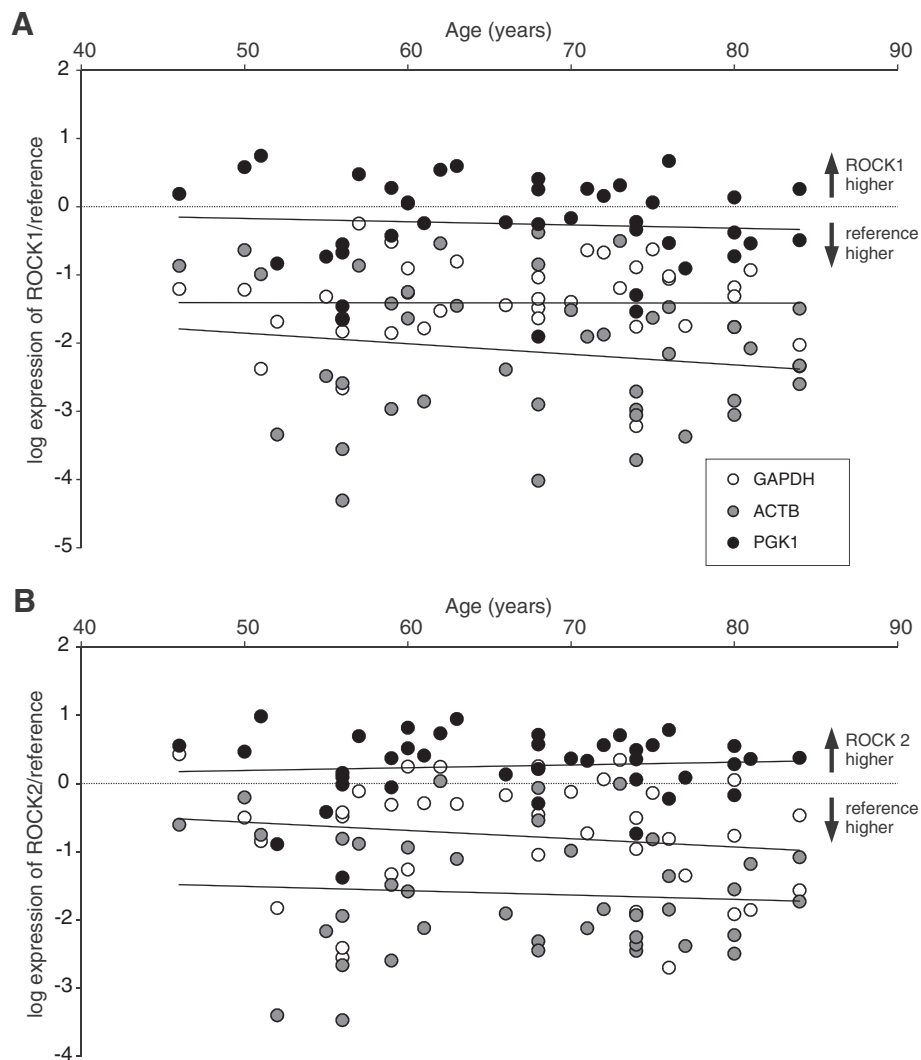 A
Age (years)
40 50 60 70 80 90
2
1
0
-1
-2
-3
-4
-5
log expression of ROCK1/reference
ROCK1
higher
reference
higher
GAPDH
ACTB
PGK1
B
Age (years)
40 50 60 70 80 90
2
1
0
-1
-2
-3
-4
log expression of ROCK2/reference
ROCK 2
higher
reference
higher